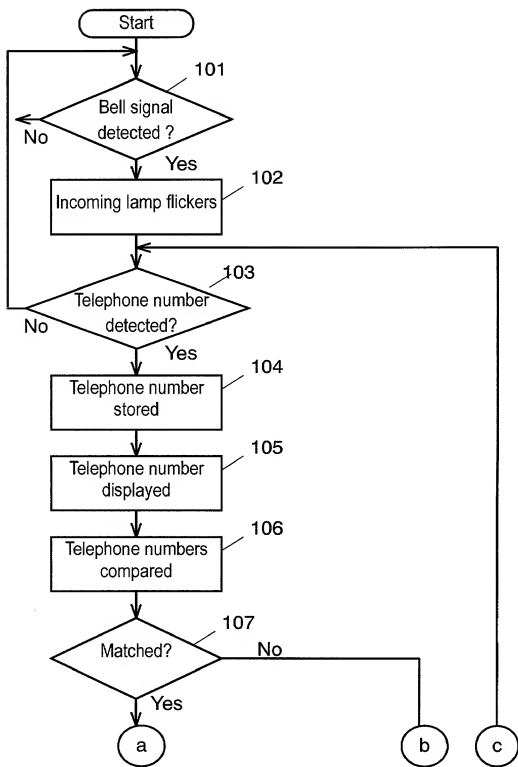 Start
101
Bell signal
detected ?
No
Yes
102
Incoming lamp flickers
103
Telephone number
detected?
No
Yes
104
Telephone number
stored
105
Telephone number
displayed
106
Telephone numbers
compared
107
Matched?
No
Yes
a
b
c